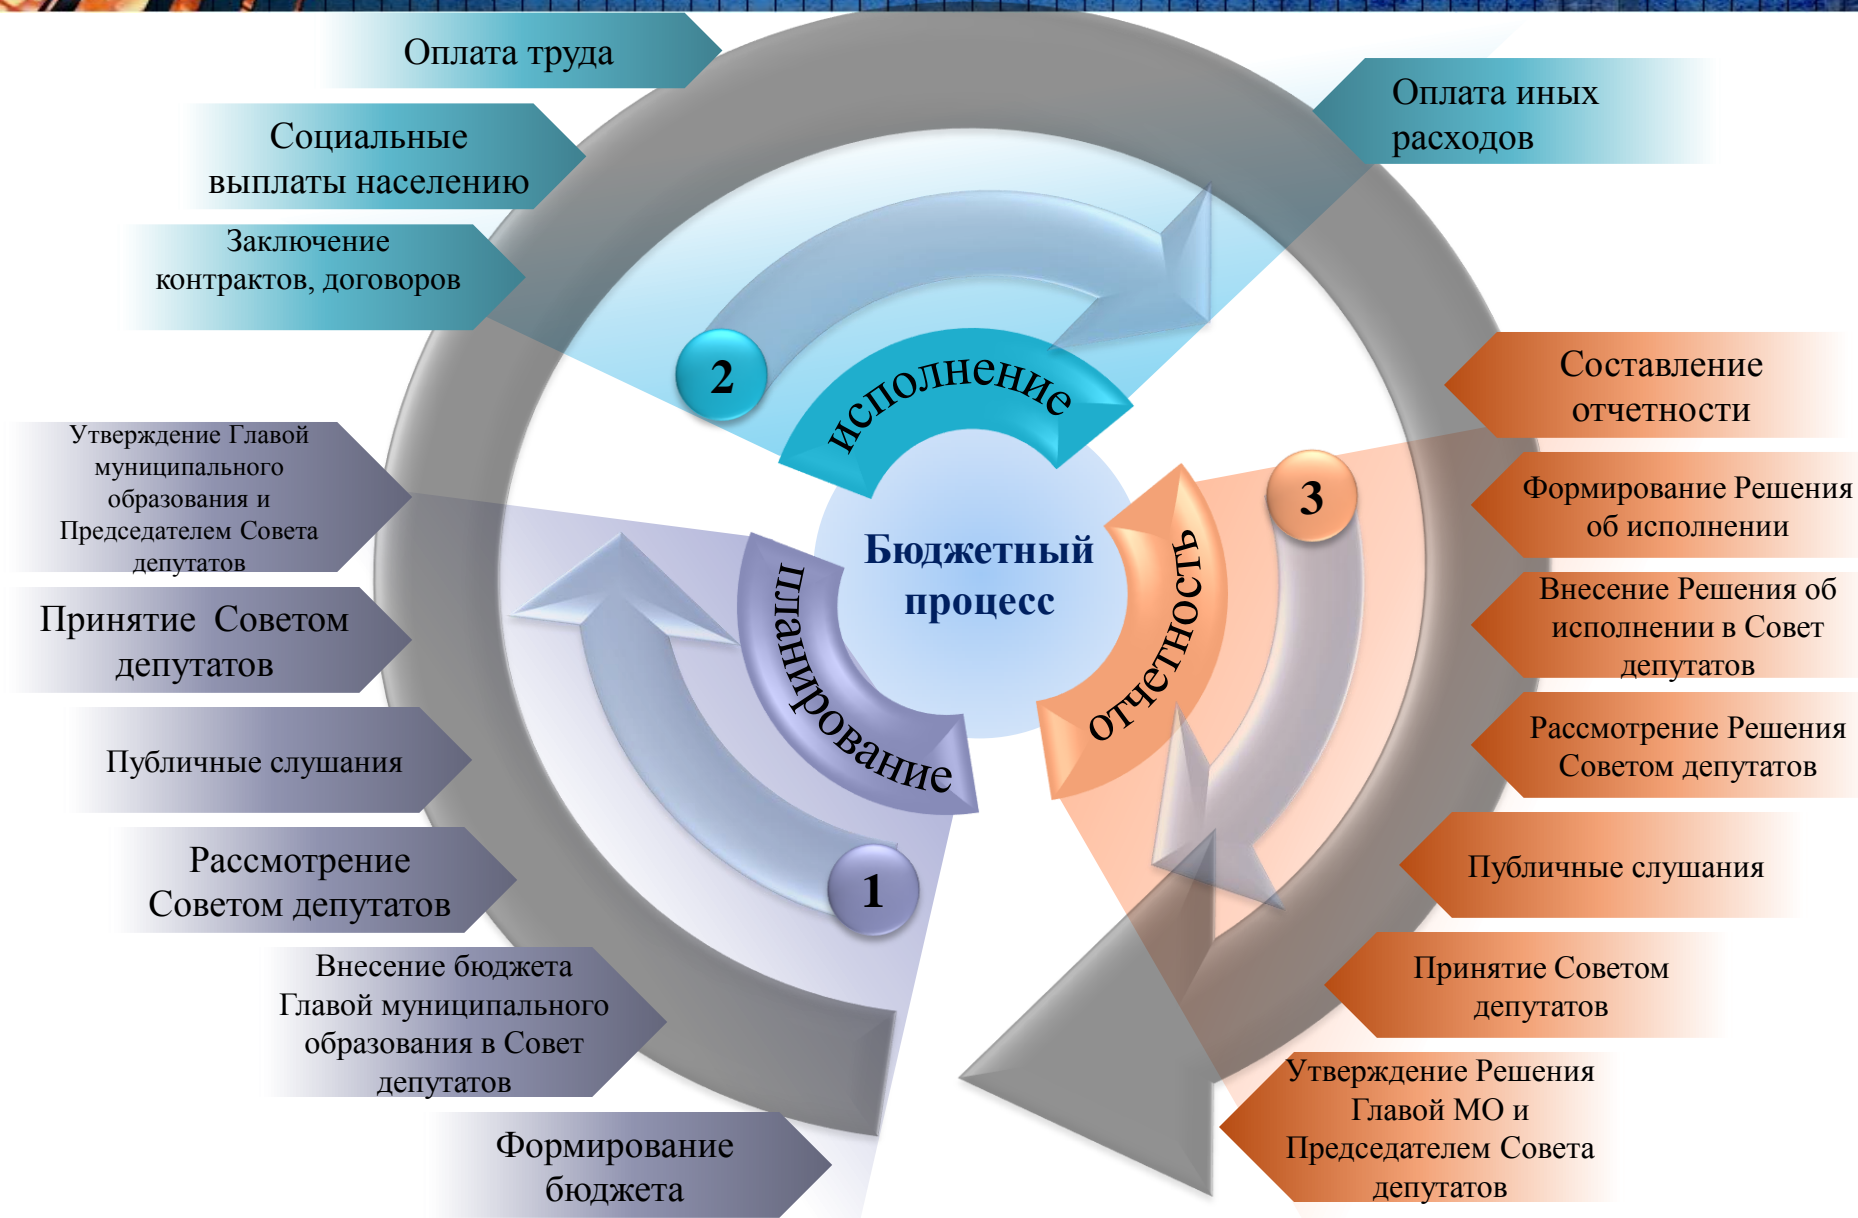 Оплата труда
Социальные
выплаты населению
Заключение
контрактов, договоров
Оплата иных
расходов
2
исполнение
Утверждение Главой
муниципального
образования и
Председателем Совета
депутатов
Принятие Советом
депутатов
Публичные слушания
Рассмотрение
Советом депутатов
Внесение бюджета
Главой муниципального
образования в Совет
депутатов
Формирование
бюджета
1
планирование
Бюджетный
процесс
отчетность
3
Составление
отчетности
Формирование Решения
об исполнении
Внесение Решения об
исполнении в Совет
депутатов
Рассмотрение Решения
Советом депутатов
Публичные слушания
Принятие Советом
депутатов
Утверждение Решения
Главой МО и
Председателем Совета
депутатов